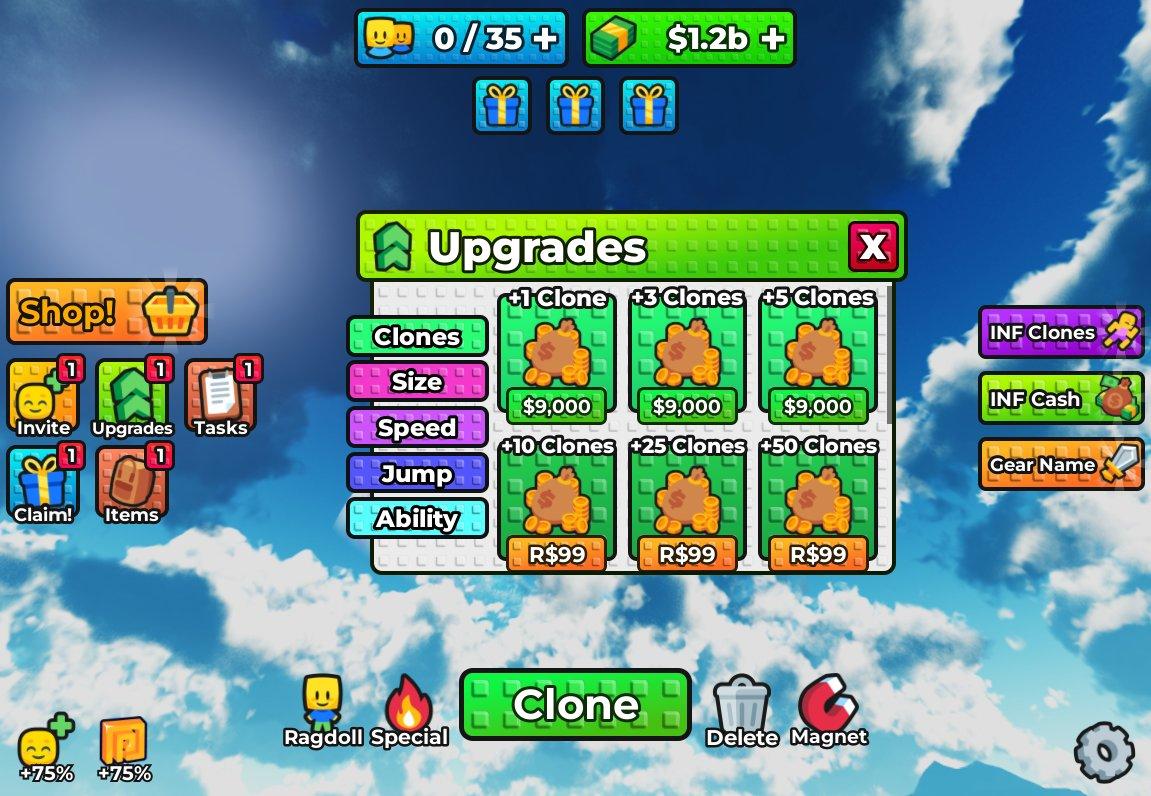 0 / 35 +
$1.2b +
Upgrades
X
Shop!
1
1
1
Invite
Upgrades
Tasks
1
1
Claim!
Items
Clones
Size
Speed
Jump
Ability
+1 Clone
+3 Clones
+5 Clones
$9,000
$9,000
$9,000
+10 Clones
+25 Clones
+50 Clones
R$99
R$99
R$99
INF Clones
INF Cash
Gear Name
Ragdoll
Special
Clone
Delete
Magnet
+75%
+75%